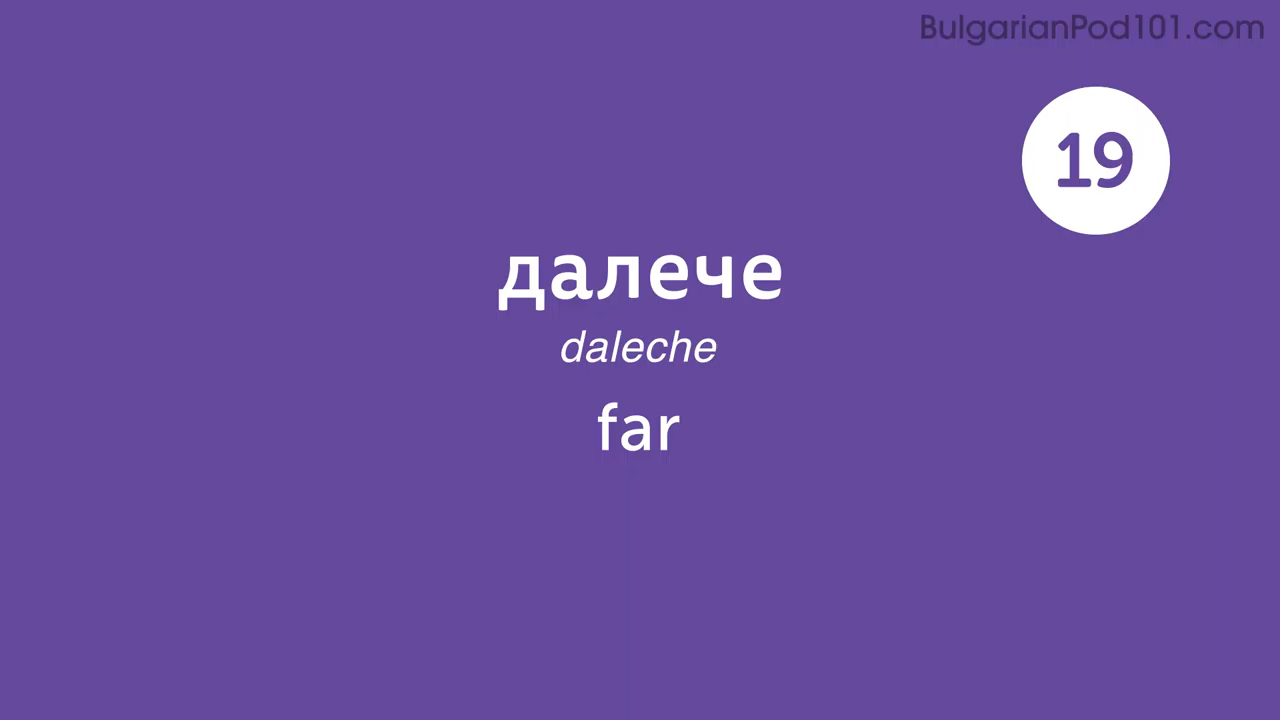 BulgarianPod101.com
19
далече
daleche
far